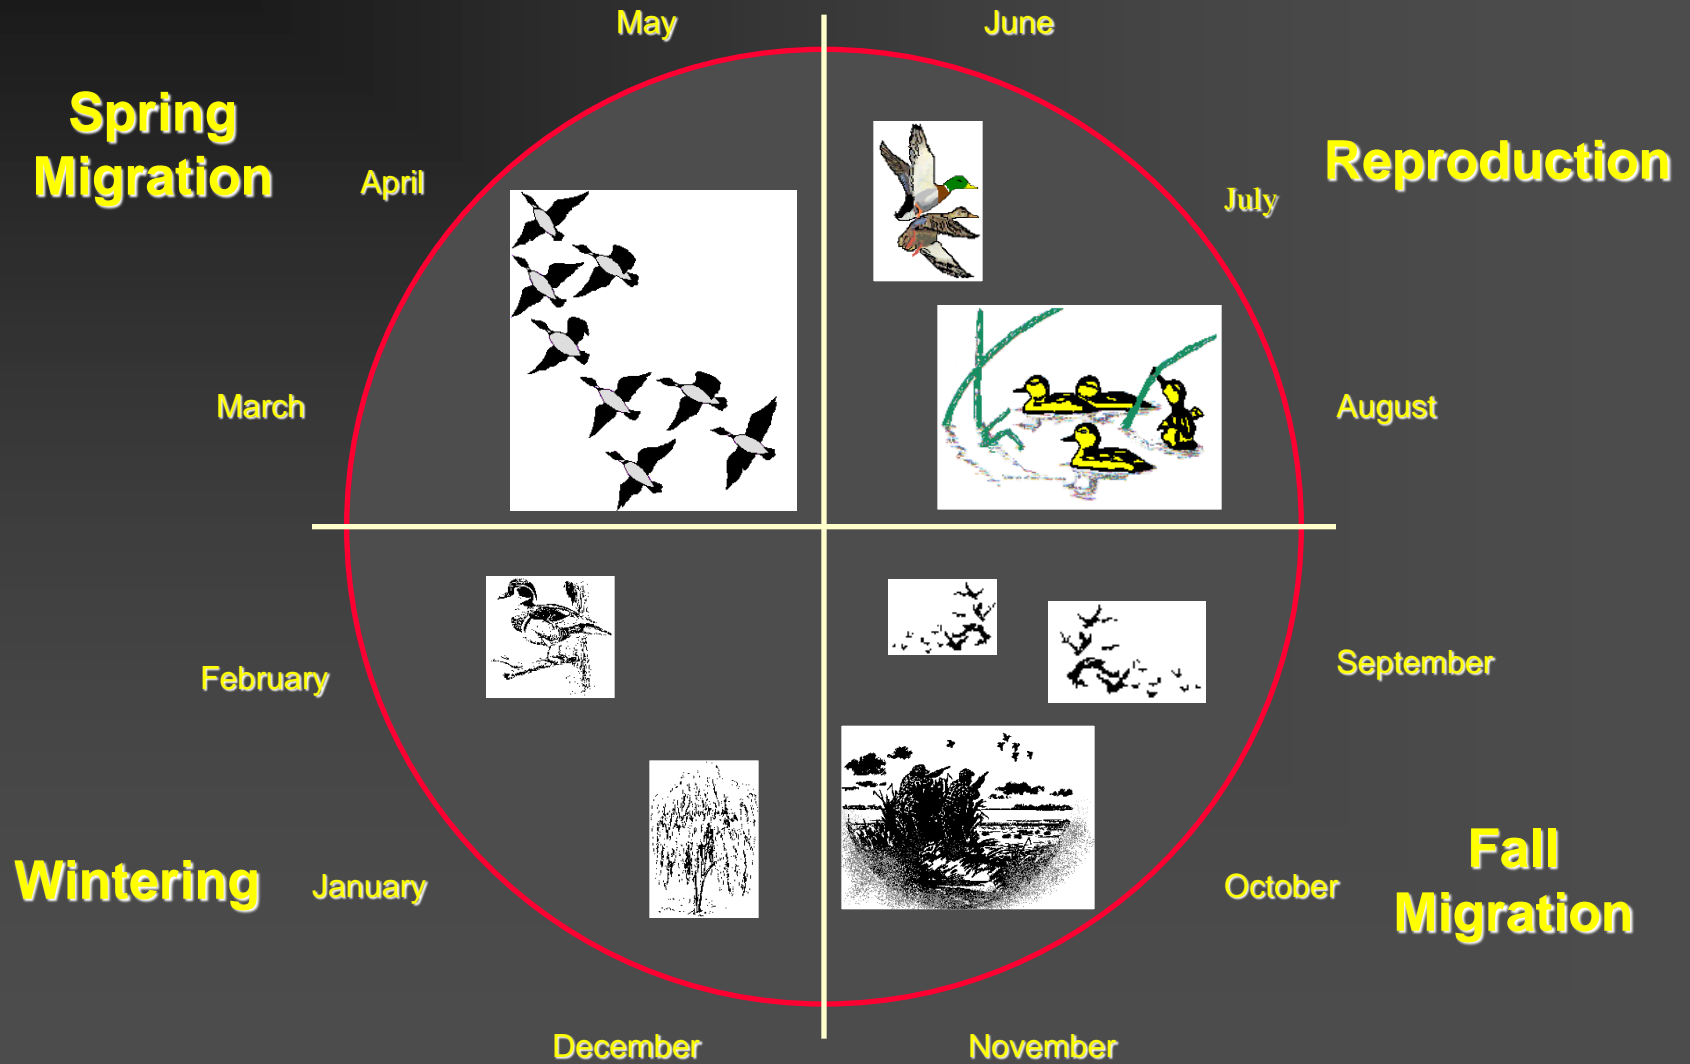 May
June
Spring
Migration
Reproduction
April
July
March
August
February
September
Wintering
January
October
Fall
Migration
December
November